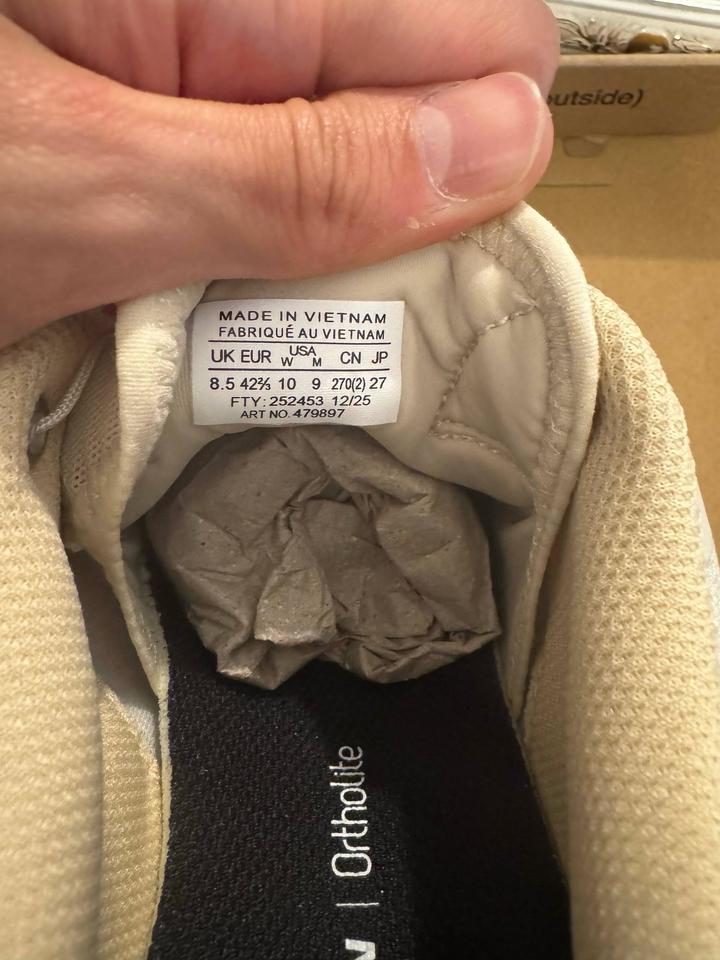 outside)
MADE IN VIETNAM
FABRIQUÉ AU VIETNAM
UK EUR USA W M CN JP
8.5 42⅔ 10 9 270(2) 27
FTY: 252453 12/25
ART NO. 479897
| Ortholite